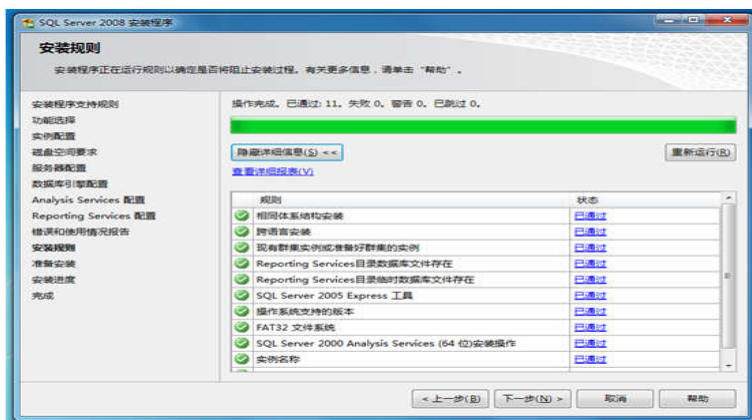 SQL Server 2008 安装程序
安装规则
安装程序正在运行规则以确定是否将阻止安装过程。有关更多信息，请单击“帮助”。
安装程序支持规则
功能选择
实例配置
磁盘空间要求
服务器配置
数据库引擎配置
Analysis Services 配置
Reporting Services 配置
错误和使用情况报告
安装规则
准备安装
安装进度
完成
操作完成。已通过: 11。失败 0。警告 0。已跳过 0。
隐藏详细信息(S) <<
重新运行(R)
查看详细报表(V)
规则 状态
相同体系结构安装 已通过
跨语言安装 已通过
现有群集实例或准备好群集的实例 已通过
Reporting Services目录数据库文件存在 已通过
Reporting Services目录临时数据库文件存在 已通过
SQL Server 2005 Express 工具 已通过
操作系统支持的版本 已通过
FAT32 文件系统 已通过
SQL Server 2000 Analysis Services (64 位)安装操作 已通过
实例名称 已通过
< 上一步(B) 下一步(N) > 取消 帮助